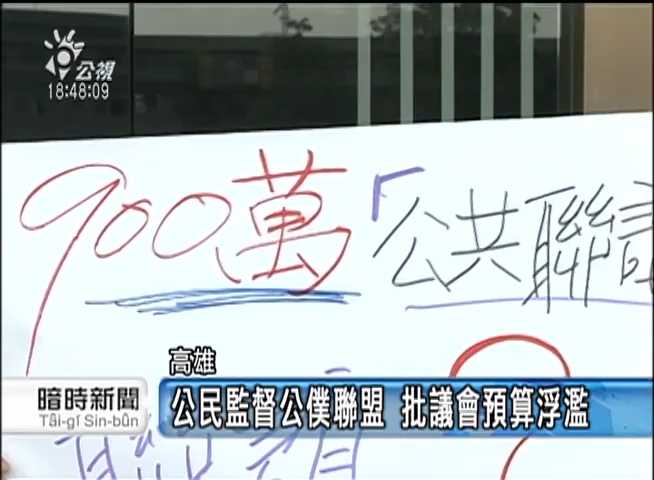 公視
18:48:09
900萬「公共聯誼
高雄
暗時新聞 公民監督公僕聯盟 批議會預算浮濫
Tâi-gí Sin-bûn